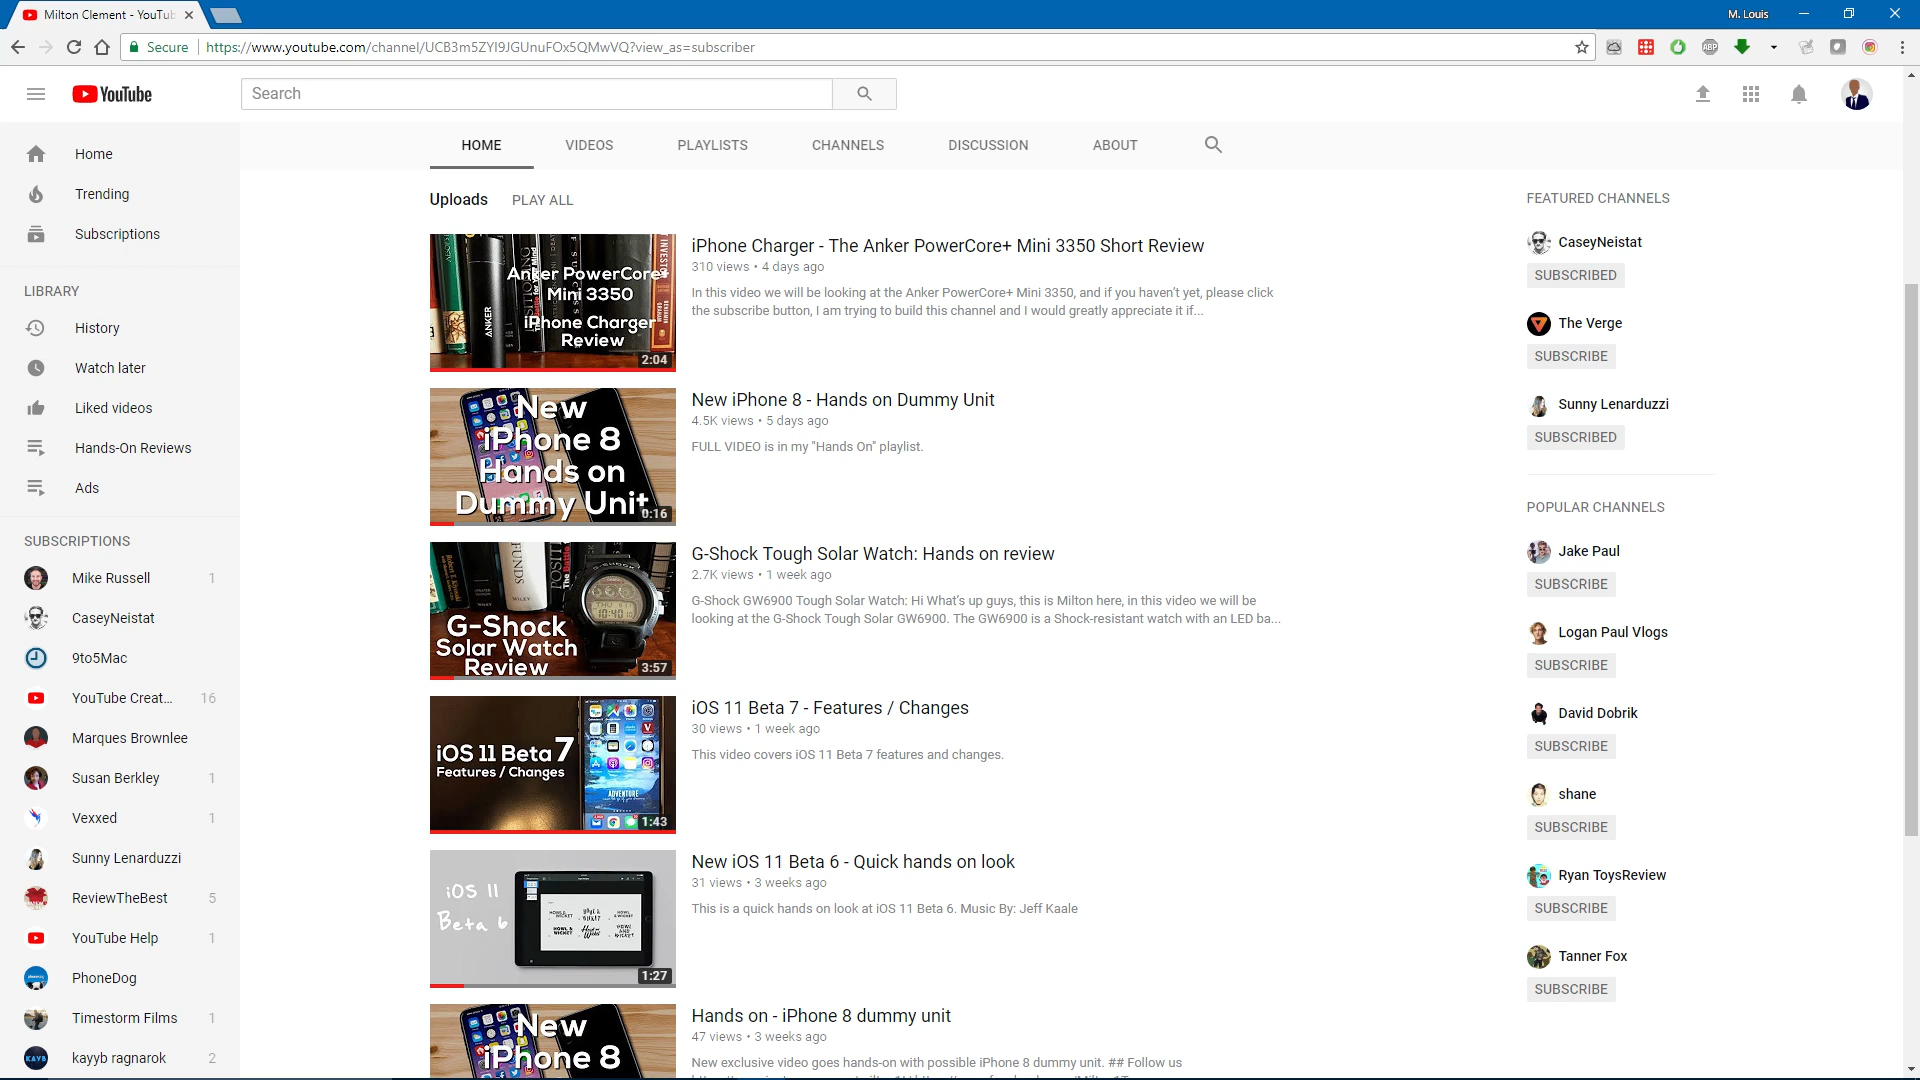 Milton Clement - YouTub
M. Louis
Secure
https://www.youtube.com/channel/UCB3m5ZYI9JGUnuFOx5QMwVQ?view_as=subscriber
ABP
YouTube
Search
HOME VIDEOS PLAYLISTS CHANNELS DISCUSSION ABOUT
Home
Trending
Subscriptions
LIBRARY
History
Watch later
Liked videos
Hands-On Reviews
Ads
SUBSCRIPTIONS
Mike Russell 1
CaseyNeistat
9to5Mac
YouTube Creat... 16
Marques Brownlee
Susan Berkley 1
Vexxed 1
Sunny Lenarduzzi
ReviewTheBest 5
YouTube Help 1
PhoneDog
Timestorm Films 1
kayyb ragnarok 2
Uploads PLAY ALL
Anker PowerCore+
Mini 3350
iPhone Charger
Review
ANKER
2:04
iPhone Charger - The Anker PowerCore+ Mini 3350 Short Review
310 views • 4 days ago
In this video we will be looking at the Anker PowerCore+ Mini 3350, and if you haven't yet, please click
the subscribe button, I am trying to build this channel and I would greatly appreciate it if...
New
iPhone 8
Hands on
Dummy Unit
0:16
New iPhone 8 - Hands on Dummy Unit
4.5K views • 5 days ago
FULL VIDEO is in my "Hands On" playlist.
G-Shock
Solar Watch
Review
3:57
G-Shock Tough Solar Watch: Hands on review
2.7K views • 1 week ago
G-Shock GW6900 Tough Solar Watch: Hi What's up guys, this is Milton here, in this video we will be
looking at the G-Shock Tough Solar GW6900. The GW6900 is a Shock-resistant watch with an LED ba...
iOS 11 Beta 7
Features / Changes
ADVENTURE
1:43
iOS 11 Beta 7 - Features / Changes
30 views • 1 week ago
This video covers iOS 11 Beta 7 features and changes.
iOS 11
Beta 6
1:27
New iOS 11 Beta 6 - Quick hands on look
31 views • 3 weeks ago
This is a quick hands on look at iOS 11 Beta 6. Music By: Jeff Kaale
New
iPhone 8
Hands on - iPhone 8 dummy unit
47 views • 3 weeks ago
New exclusive video goes hands-on with possible iPhone 8 dummy unit. ## Follow us
FEATURED CHANNELS
CaseyNeistat
SUBSCRIBED
The Verge
SUBSCRIBE
Sunny Lenarduzzi
SUBSCRIBED
POPULAR CHANNELS
Jake Paul
SUBSCRIBE
Logan Paul Vlogs
SUBSCRIBE
David Dobrik
SUBSCRIBE
shane
SUBSCRIBE
Ryan ToysReview
SUBSCRIBE
Tanner Fox
SUBSCRIBE